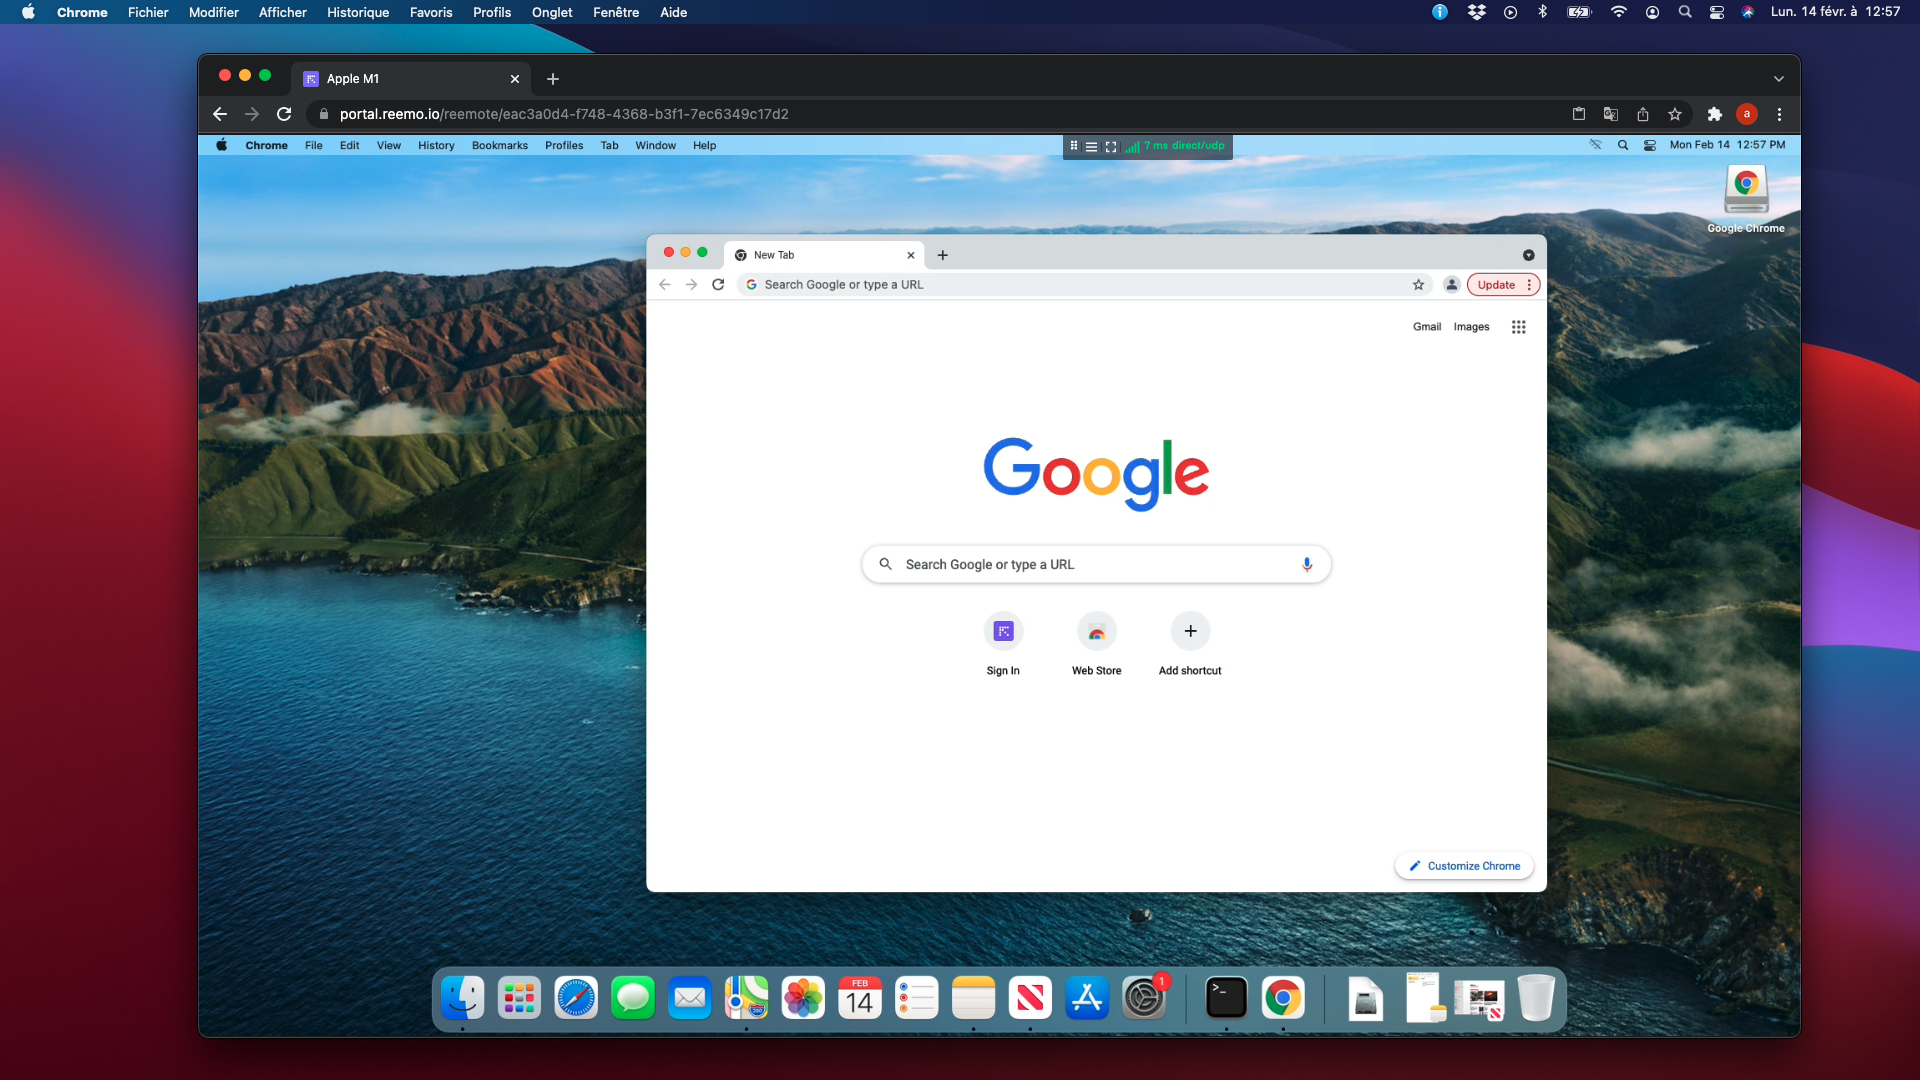 Chrome Fichier Modifier Afficher Historique Favoris Profils Onglet Fenêtre Aide Lun. 14 févr. à 12:57
Apple M1
portal.reemo.io/reemote/eac3a0d4-f748-4368-b3f1-7ec6349c17d2 a
Chrome File Edit View History Bookmarks Profiles Tab Window Help 7 ms direct/udp Mon Feb 14 12:57 PM
Google Chrome
New Tab
Search Google or type a URL Update
Gmail Images
Google
Search Google or type a URL
Sign In Web Store Add shortcut
Customize Chrome
FEB 1
14
280
>_